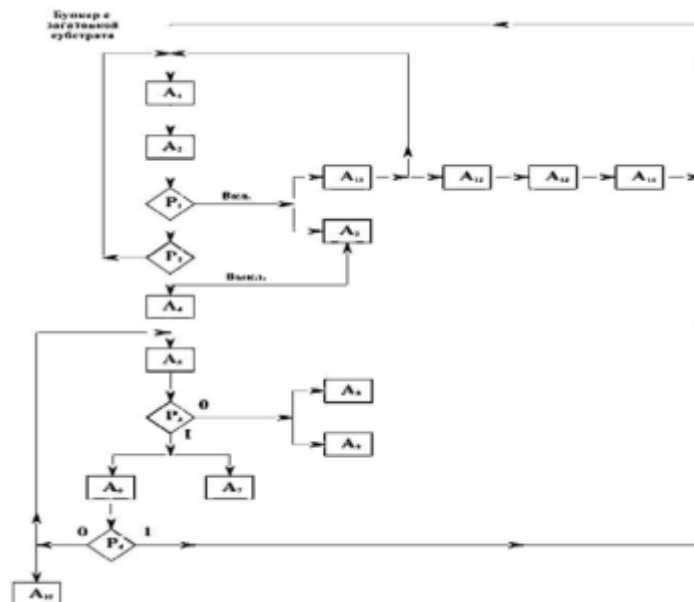 Бункер с
заготовкой
субстрата
A₁
A₂
A₁₁ A₁₂ A₁₃ A₁₄
P₁ Вкл.
A₃
P₂
Выкл.
A₄
A₅
A₈
P₃ 0
I
A₉
A₆ A₇
0 P₄ 1
A₁₀